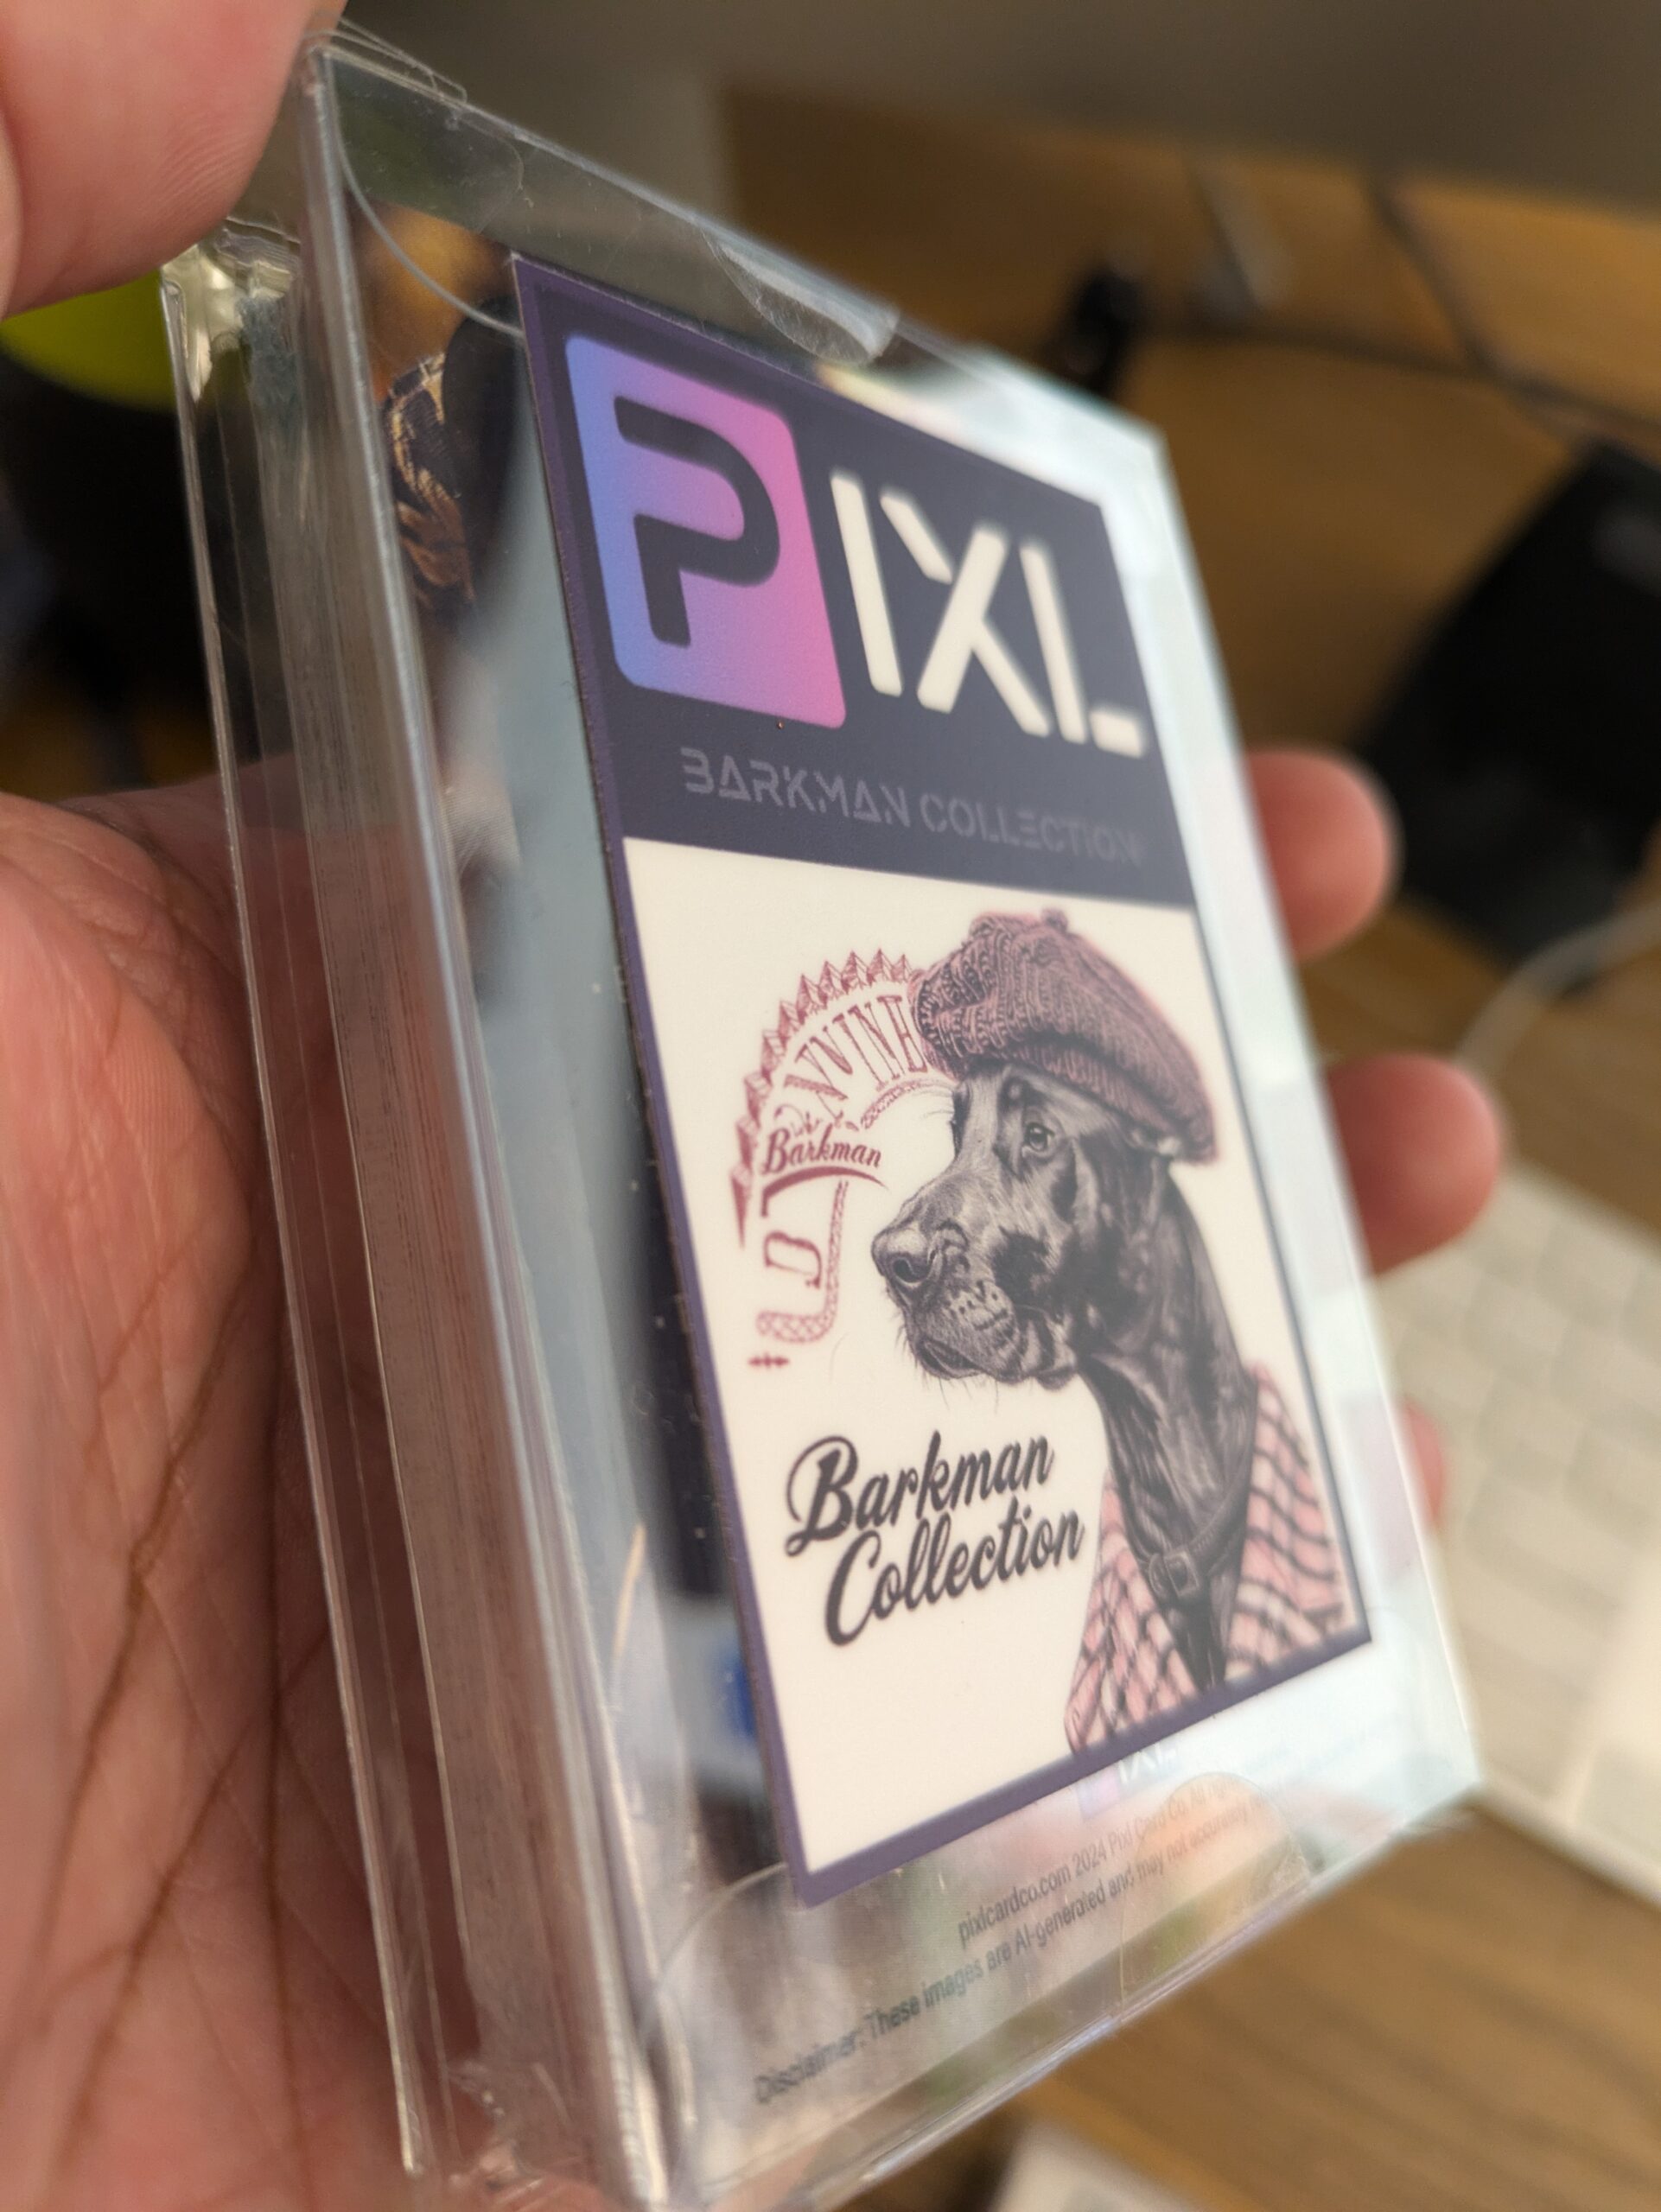 PIXL
BARKMAN COLLECTION
Barkman
Barkman
Collection
pixlcardco.com 2024 Pixl Card Co. All
Disclaimer: These images are AI-generated and may not accurately